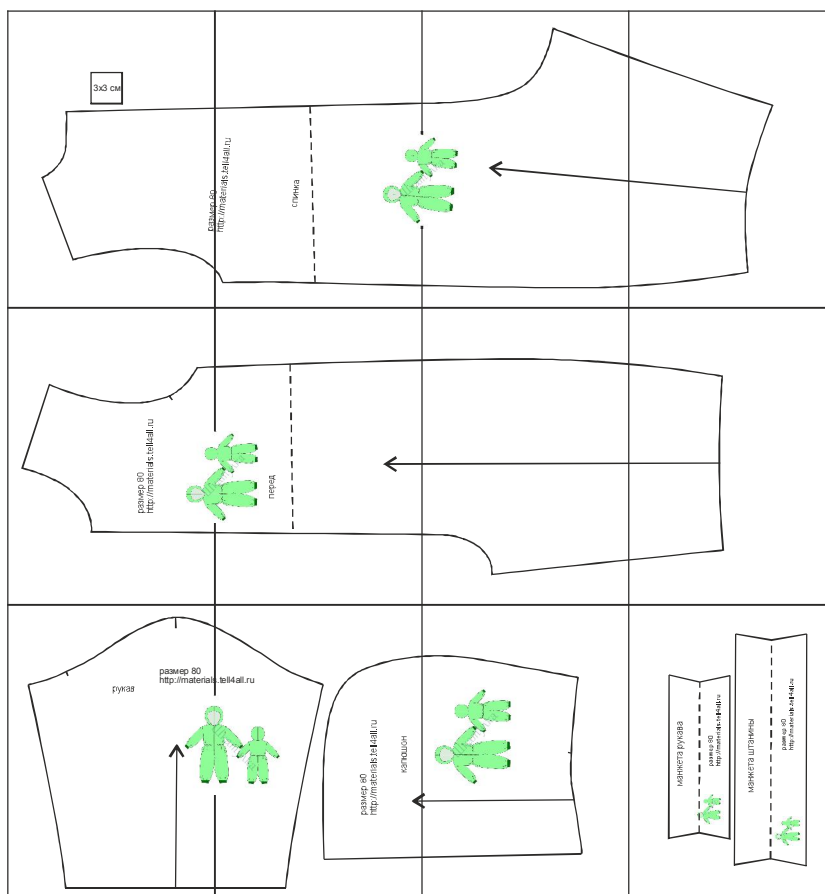 3х3 см
размер 80
http://materials.tell4all.ru
спинка
размер 80
http://materials.tell4all.ru
перед
рукав
размер 80
http://materials.tell4all.ru
размер 80
http://materials.tell4all.ru
капюшон
манжета рукава
размер 80
http://materials.tell4all.ru
манжета штанины
размер 80
http://materials.tell4all.ru